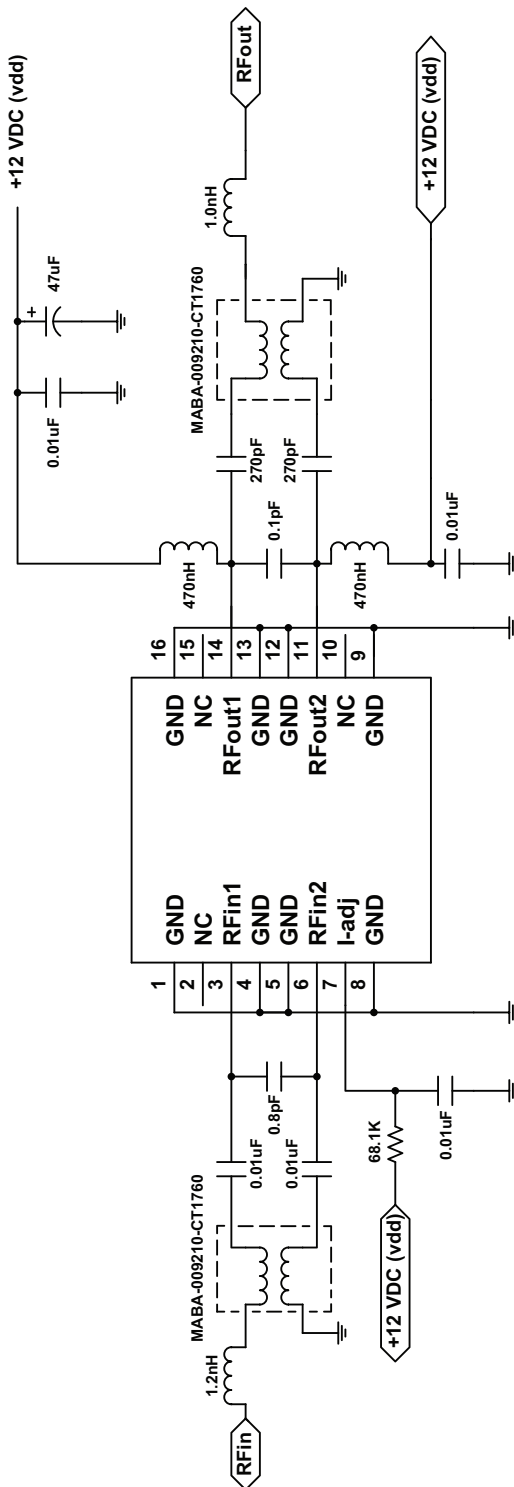 +12 VDC (vdd)
+
47uF
0.01uF
RFout
1.0nH
MABA-009210-CT1760
270pF
270pF
+12 VDC (vdd)
470nH
0.1pF
470nH
0.01uF
16
15
14
13
12
11
10
9
GND
NC
RFout1
GND
GND
RFout2
NC
GND
GND
NC
RFin1
GND
GND
RFin2
I-adj
GND
1
2
3
4
5
6
7
8
0.8pF
0.01uF
0.01uF
68.1K
0.01uF
MABA-009210-CT1760
+12 VDC (vdd)
1.2nH
RFin